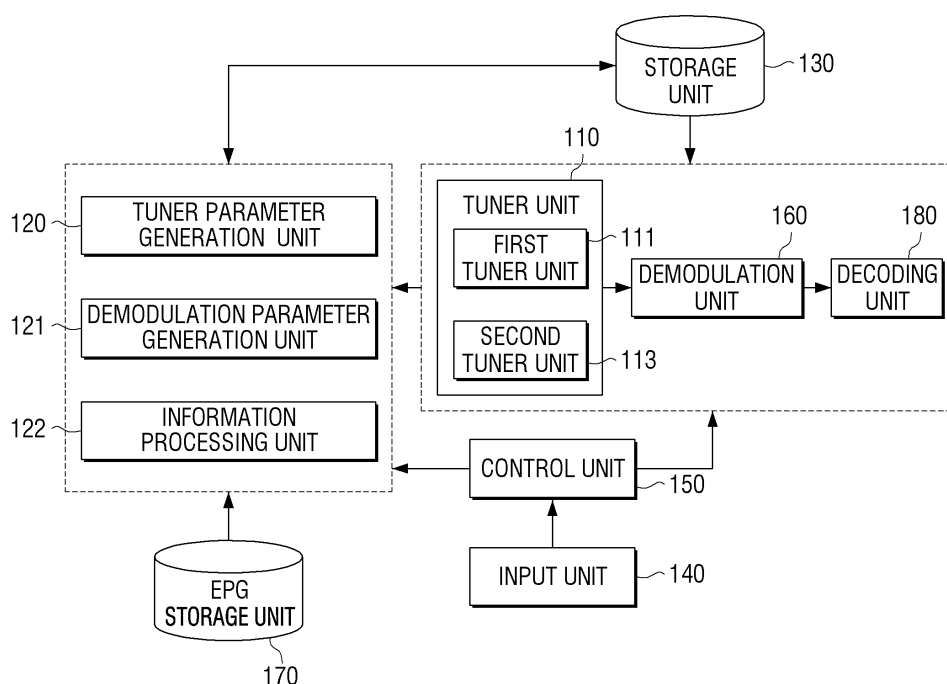 STORAGE
UNIT
130
110
TUNER UNIT
120
TUNER PARAMETER
GENERATION UNIT
FIRST
TUNER UNIT
111
160
180
DEMODULATION
UNIT
DECODING
UNIT
121
DEMODULATION PARAMETER
GENERATION UNIT
SECOND
TUNER UNIT
113
122
INFORMATION
PROCESSING UNIT
CONTROL UNIT
150
EPG
STORAGE UNIT
170
INPUT UNIT
140